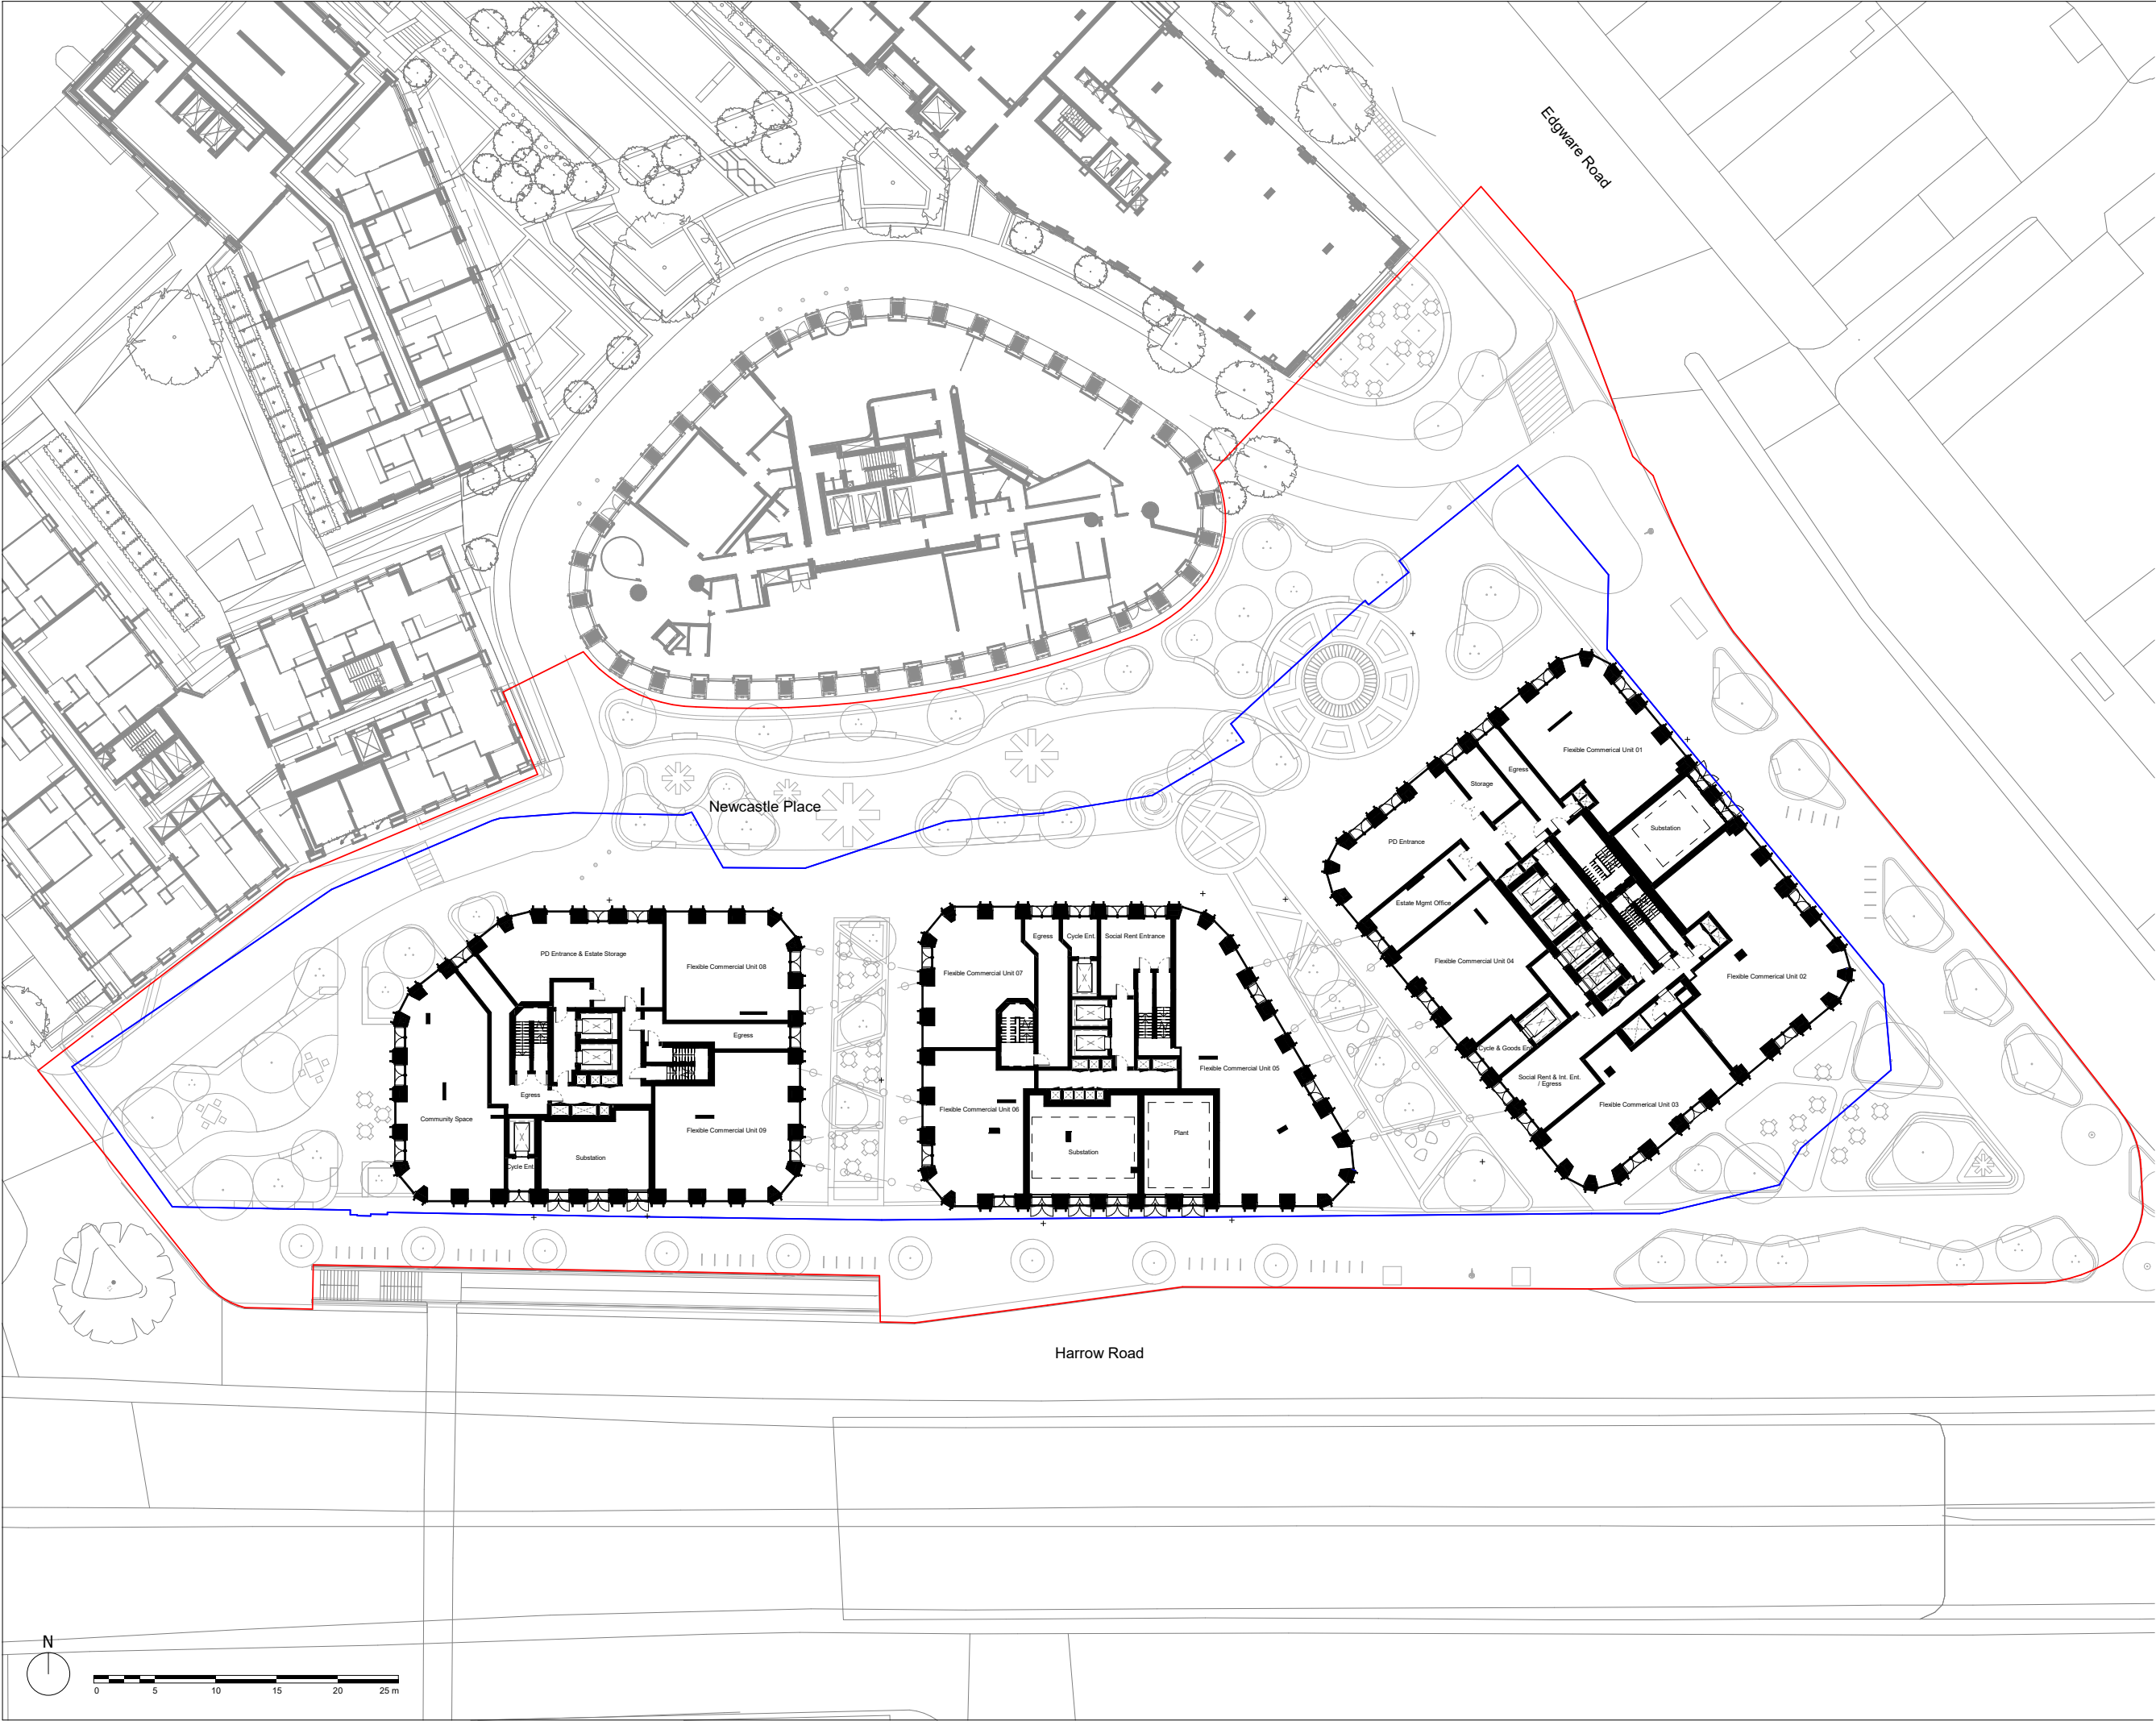 Edgware Road
Flexible Commerical Unit 01
Egress
Storage
Substation
PD Entrance
Estate Mgmt Office
Flexible Commerical Unit 04
Flexible Commerical Unit 02
Cycle & Goods En
Social Rent & Int. Ent.
/ Egress
Flexible Commerical Unit 03
Newcastle Place
PD Entrance & Estate Storage
Flexible Commercial Unit 08
Egress
Egress
Community Space
Flexible Commercial Unit 09
Substation
Cycle Ent.
Egress
Cycle Ent.
Social Rent Entrance
Flexible Commercial Unit 07
Flexible Commercial Unit 05
Flexible Commercial Unit 06
Plant
Substation
Harrow Road
N
0 5 10 15 20 25 m